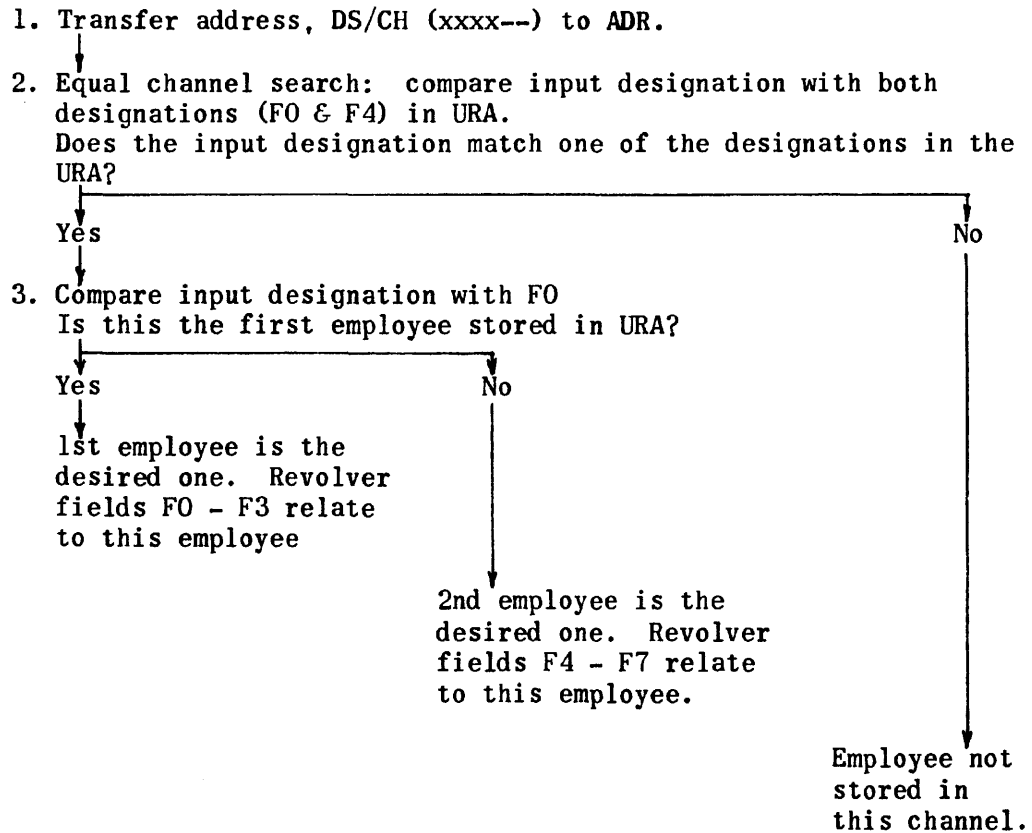 1. Transfer address, DS/CH (xxxx--) to ADR.
2. Equal channel search: compare input designation with both
designations (F0 & F4) in URA.
Does the input designation match one of the designations in the
URA?
Yes
No
3. Compare input designation with F0
Is this the first employee stored in URA?
Yes
No
1st employee is the
desired one. Revolver
fields F0 - F3 relate
to this employee
2nd employee is the
desired one. Revolver
fields F4 - F7 relate
to this employee.
Employee not
stored in
this channel.